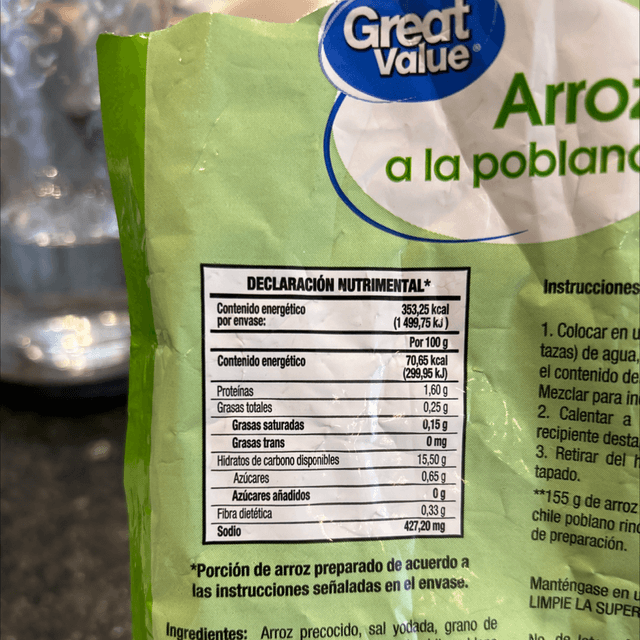 Great
Value®
Arroz
a la poblano
DECLARACIÓN NUTRIMENTAL*
Contenido energético por envase: 353,25 kcal (1 499,75 kJ)
Por 100 g
Contenido energético 70,65 kcal (299,95 kJ)
Proteínas 1,60 g
Grasas totales 0,25 g
Grasas saturadas 0,15 g
Grasas trans 0 mg
Hidratos de carbono disponibles 15,50 g
Azúcares 0,65 g
Azúcares añadidos 0 g
Fibra dietética 0,33 g
Sodio 427,20 mg
*Porción de arroz preparado de acuerdo a
las instrucciones señaladas en el envase.
Ingredientes: Arroz precocido, sal yodada, grano de
Instrucciones
1. Colocar en u
tazas) de agua,
el contenido de
Mezclar para in
2. Calentar a
recipiente desta
3. Retirar del h
tapado.
**155 g de arroz
chile poblano rin
de preparación.
Manténgase en u
LIMPIE LA SUPER